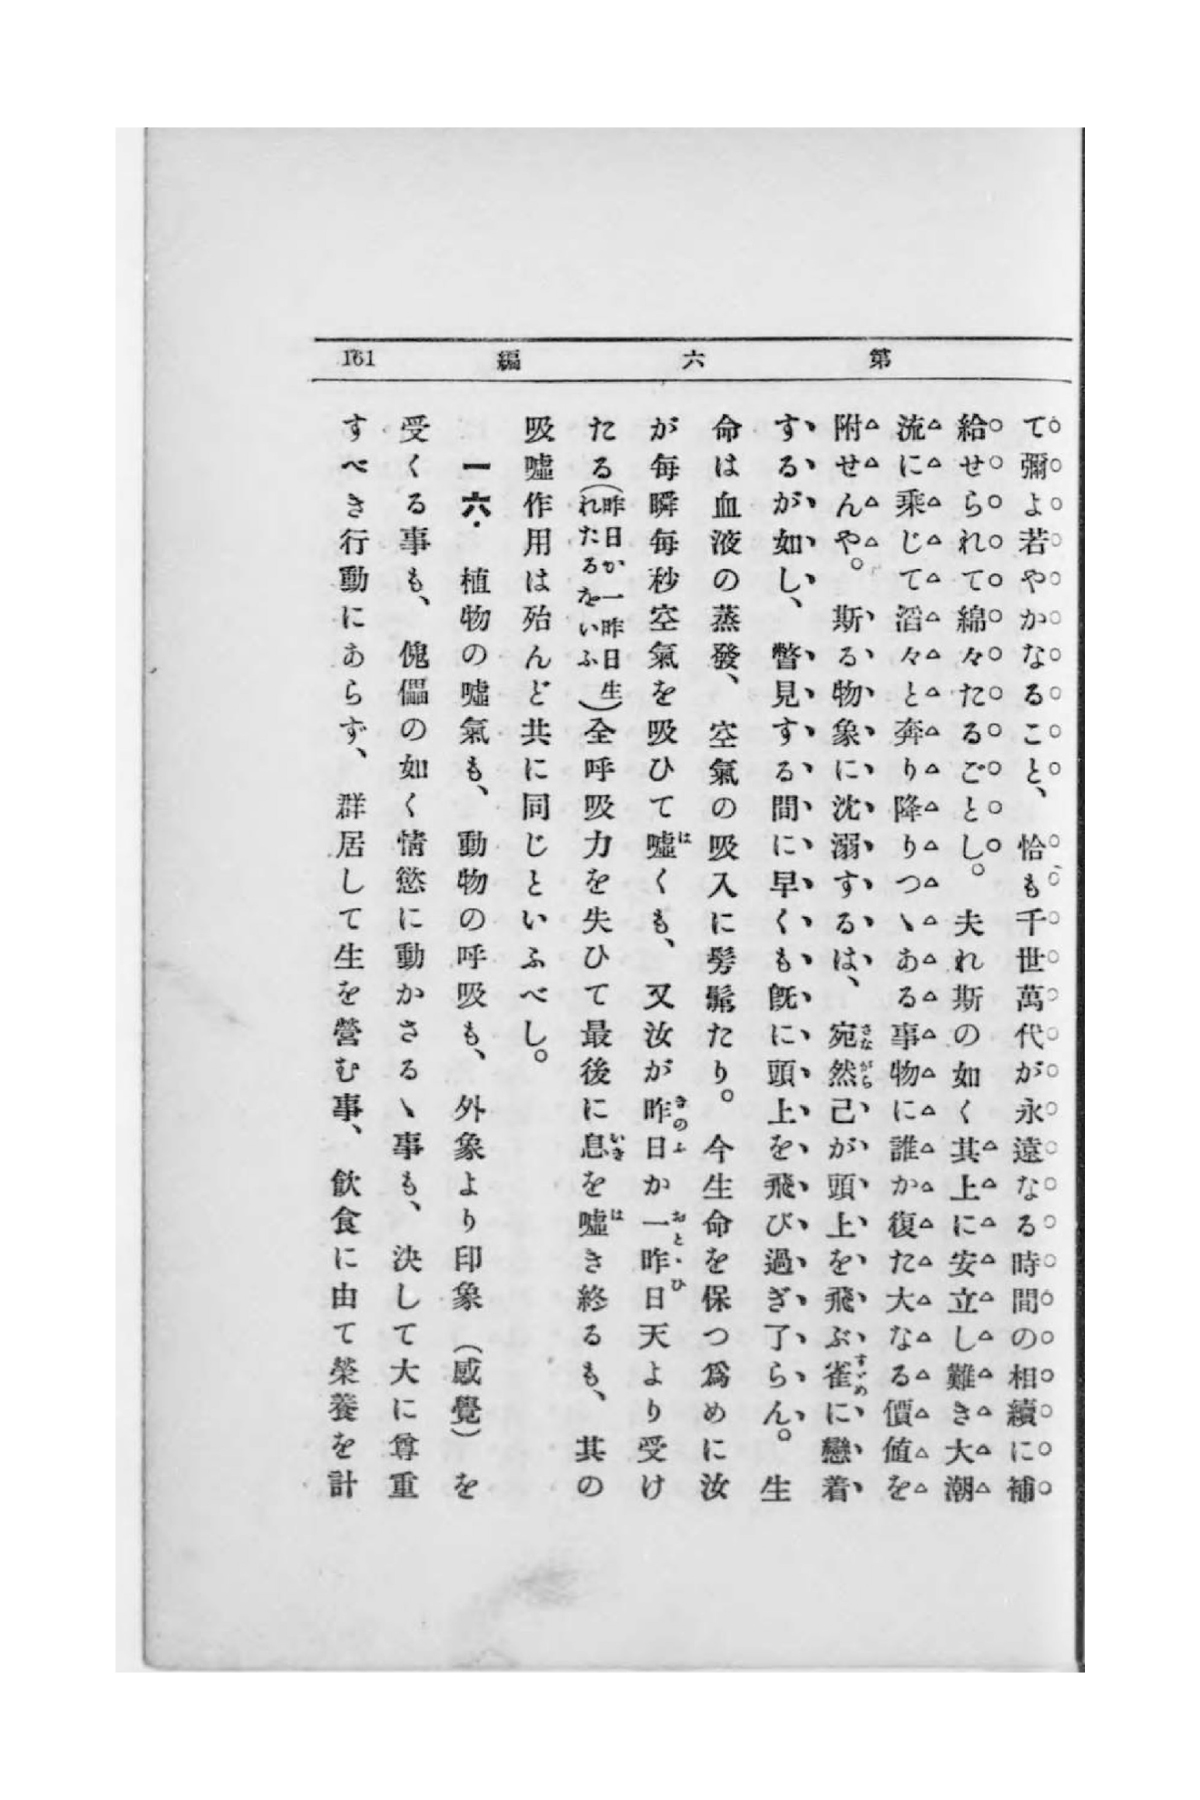 第六編 161
て彌よ若やかなること、恰も千世萬代が永遠なる時間の相續に補
給せられて綿々たるごとし。夫れ斯の如く其上に安立し難き大潮
流に乘じて滔々と奔り降りつヽある事物に誰か復た大なる價値を
附せんや。斯る物象に沈溺するは、宛然己が頭上を飛ぶ雀に戀着
するが如し、瞥見する間に早くも旣に頭上を飛び過ぎ了らん。生
命は血液の蒸發、空氣の吸入に髣髴たり。今生命を保つ爲めに汝
が每瞬每秒空氣を吸ひて噓くも、又汝が昨日か一昨日天より受け
たる(昨日か一昨日生れたるをいふ)全呼吸力を失ひて最後に息を噓き終るも、其の
吸噓作用は殆んど共に同じといふべし。
一六. 植物の噓氣も、動物の呼吸も、外象より印象(感覺)を
受くる事も、傀儡の如く情慾に動かさるヽ事も、決して大に尊重
すべき行動にあらず、群居して生を營む事、飮食に由て榮養を計